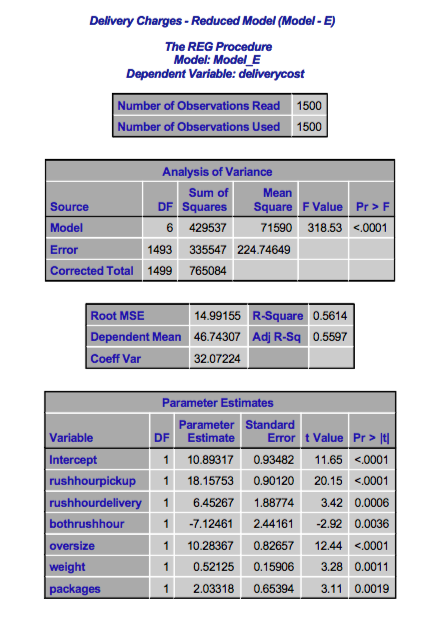 Delivery Charges - Reduced Model (Model - E)
The REG Procedure
Model: Model_E
Dependent Variable: deliverycost
Number of Observations Read 1500
Number of Observations Used 1500
Analysis of Variance
Source DF Sum of Squares Mean Square F Value Pr > F
Model 6 429537 71590 318.53 <.0001
Error 1493 335547 224.74649
Corrected Total 1499 765084
Root MSE 14.99155 R-Square 0.5614
Dependent Mean 46.74307 Adj R-Sq 0.5597
Coeff Var 32.07224
Parameter Estimates
Variable DF Parameter Estimate Standard Error t Value Pr > |t|
Intercept 1 10.89317 0.93482 11.65 <.0001
rushhourpickup 1 18.15753 0.90120 20.15 <.0001
rushhourdelivery 1 6.45267 1.88774 3.42 0.0006
bothrushhour 1 -7.12461 2.44161 -2.92 0.0036
oversize 1 10.28367 0.82657 12.44 <.0001
weight 1 0.52125 0.15906 3.28 0.0011
packages 1 2.03318 0.65394 3.11 0.0019